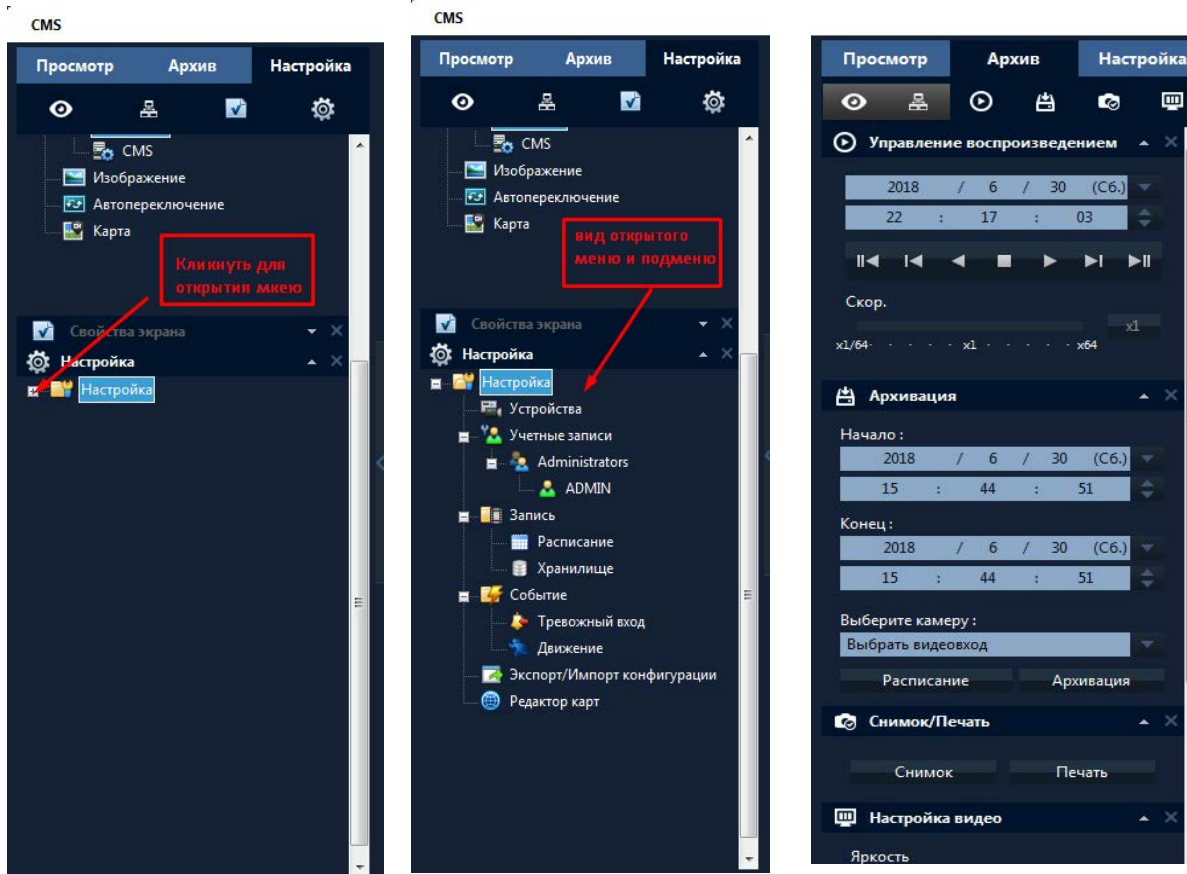 CMS
Просмотр Архив Настройка
CMS
Изображение
Автопереключение
Карта
Кликнуть для
открытия мкею
Свойства экрана
Настройка
Настройка
CMS
Просмотр Архив Настройка
CMS
Изображение
Автопереключение
Карта
вид открытого
меню и подменю
Свойства экрана
Настройка
Настройка
Устройства
Учетные записи
Administrators
ADMIN
Запись
Расписание
Хранилище
Событие
Тревожный вход
Движение
Экспорт/Импорт конфигурации
Редактор карт
Просмотр Архив Настройка
Управление воспроизведением
2018 / 6 / 30 (Сб.)
22 : 17 : 03
Скор.
x1
x1/64 x1 x64
Архивация
Начало :
2018 / 6 / 30 (Сб.)
15 : 44 : 51
Конец :
2018 / 6 / 30 (Сб.)
15 : 44 : 51
Выберите камеру :
Выбрать видеовход
Расписание Архивация
Снимок/Печать
Снимок Печать
Настройка видео
Яркость